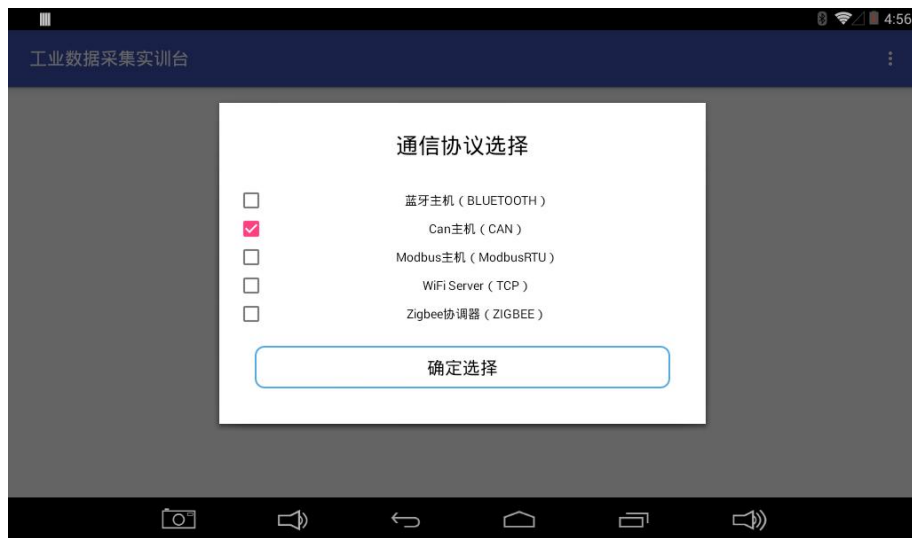 4:56
工业数据采集实训台
通信协议选择
蓝牙主机（BLUETOOTH）
Can主机（CAN）
Modbus主机（ModbusRTU）
WiFi Server（TCP）
Zigbee协调器（ZIGBEE）
确定选择